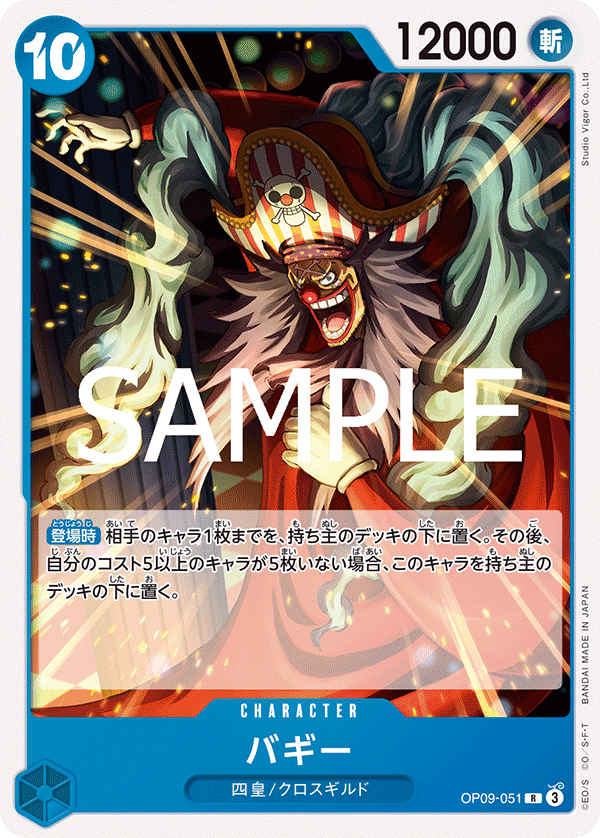 10
12000
斬
Studio Vigor Co.,Ltd
SAMPLE
登場時 相手のキャラ1枚までを、持ち主のデッキの下に置く。その後、
自分のコスト5以上のキャラが5枚いない場合、このキャラを持ち主の
デッキの下に置く。
CHARACTER
バギー
四皇/クロスギルド
OP09-051 R 3
©E.O/S ©O/S・F・T BANDAI MADE IN JAPAN